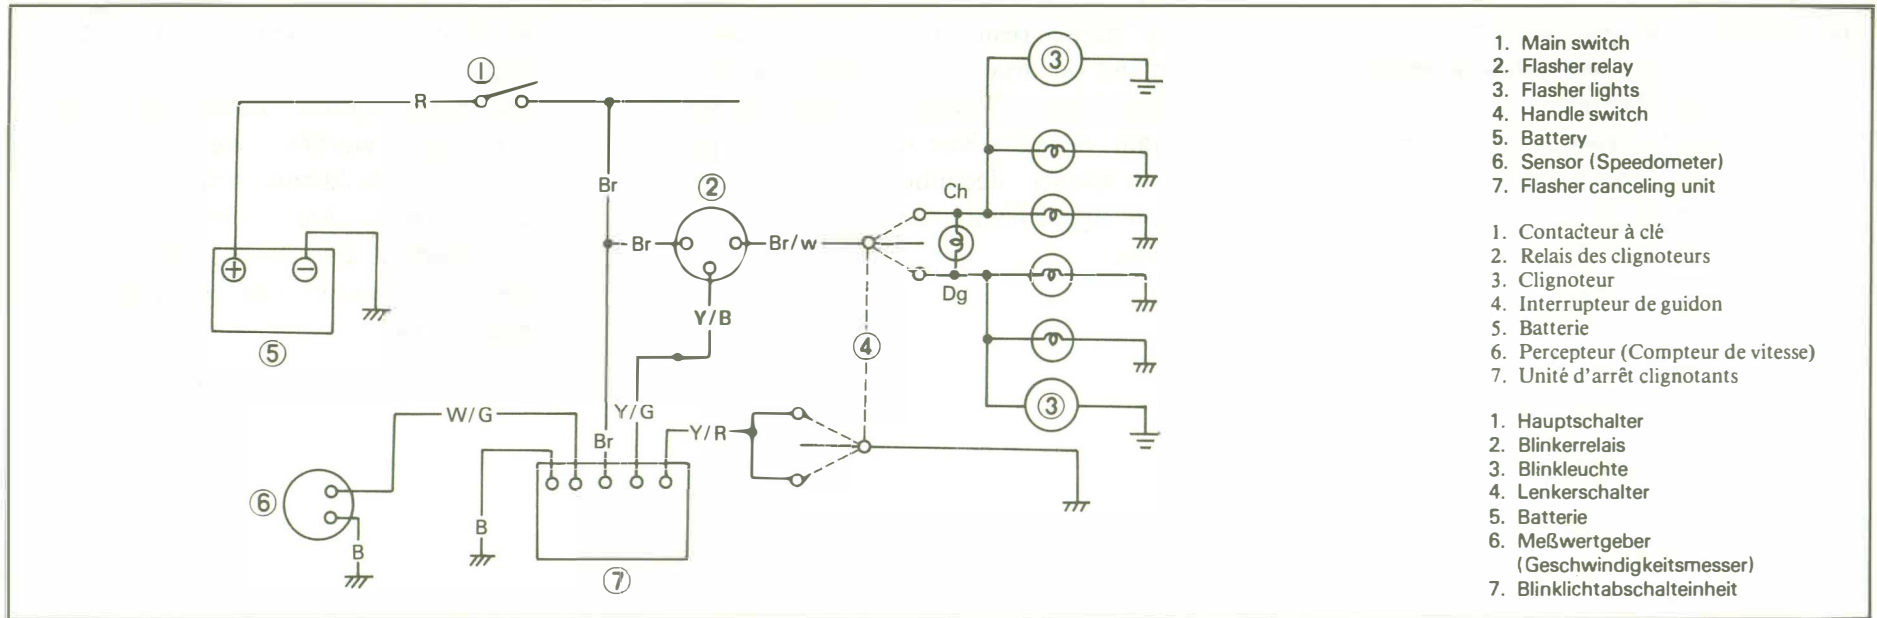 ①
R
Br
②
Br
Br/w
Y/B
⑤
Ch
Dg
③
④
③
W/G
Y/G
Br
Y/R
⑥
B
B
⑦
1. Main switch
2. Flasher relay
3. Flasher lights
4. Handle switch
5. Battery
6. Sensor (Speedometer)
7. Flasher canceling unit
1. Contacteur à clé
2. Relais des clignoteurs
3. Clignoteur
4. Interrupteur de guidon
5. Batterie
6. Percepteur (Compteur de vitesse)
7. Unité d'arrêt clignotants
1. Hauptschalter
2. Blinkerrelais
3. Blinkleuchte
4. Lenkerschalter
5. Batterie
6. Meßwertgeber
(Geschwindigkeitsmesser)
7. Blinklichtabschalteinheit